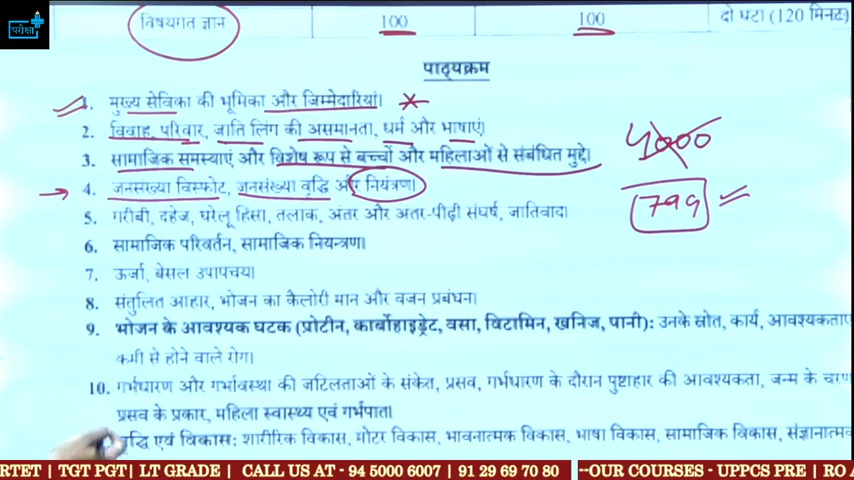 परीक्षा
विषयगत ज्ञान 100 100 दो घंटा (120 मिनट)
पाठ्यक्रम
1. मुख्य सेविका की भूमिका और जिम्मेदारियां।
2. विवाह, परिवार, जाति लिंग की असमानता, धर्म और भाषाएं।
3. सामाजिक समस्याएं और विशेष रूप से बच्चों और महिलाओं से संबंधित मुद्दे।
4. जनसंख्या विस्फोट, जनसंख्या वृद्धि और नियंत्रण।
5. गरीबी, दहेज, घरेलू हिंसा, तलाक, अंतर और अंतर-पीढ़ी संघर्ष, जातिवाद।
6. सामाजिक परिवर्तन, सामाजिक नियन्त्रण।
7. ऊर्जा, बेसल उपापचय।
8. संतुलित आहार, भोजन का कैलोरी मान और वजन प्रबंधन।
9. भोजन के आवश्यक घटक (प्रोटीन, कार्बोहाइड्रेट, वसा, विटामिन, खनिज, पानी): उनके स्रोत, कार्य, आवश्यकताए
कमी से होने वाले रोग।
10. गर्भधारण और गर्भावस्था की जटिलताओं के संकेत, प्रसव, गर्भधारण के दौरान पुष्टाहार की आवश्यकता, जन्म के चरण
प्रसव के प्रकार, महिला स्वास्थ्य एवं गर्भपात।
वृद्धि एवं विकास: शारीरिक विकास, मोटर विकास, भावनात्मक विकास, भाषा विकास, सामाजिक विकास, संज्ञानात्मक
RTET | TGT PGT| LT GRADE | CALL US AT - 94 5000 6007 | 91 29 69 70 80 --OUR COURSES - UPPCS PRE | RO A